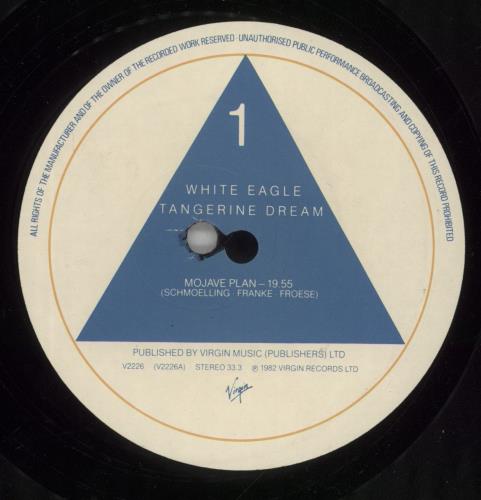 ALL RIGHTS OF THE MANUFACTURER AND OF THE OWNER OF THE RECORDED WORK RESERVED · UNAUTHORISED PUBLIC PERFORMANCE BROADCASTING AND COPYING OF THIS RECORD PROHIBITED
1
WHITE EAGLE
TANGERINE DREAM
MOJAVE PLAN – 19.55
(SCHMOELLING · FRANKE · FROESE)
PUBLISHED BY VIRGIN MUSIC (PUBLISHERS) LTD
V2226 (V2226A) STEREO 33.3 ℗ 1982 VIRGIN RECORDS LTD
Virgin